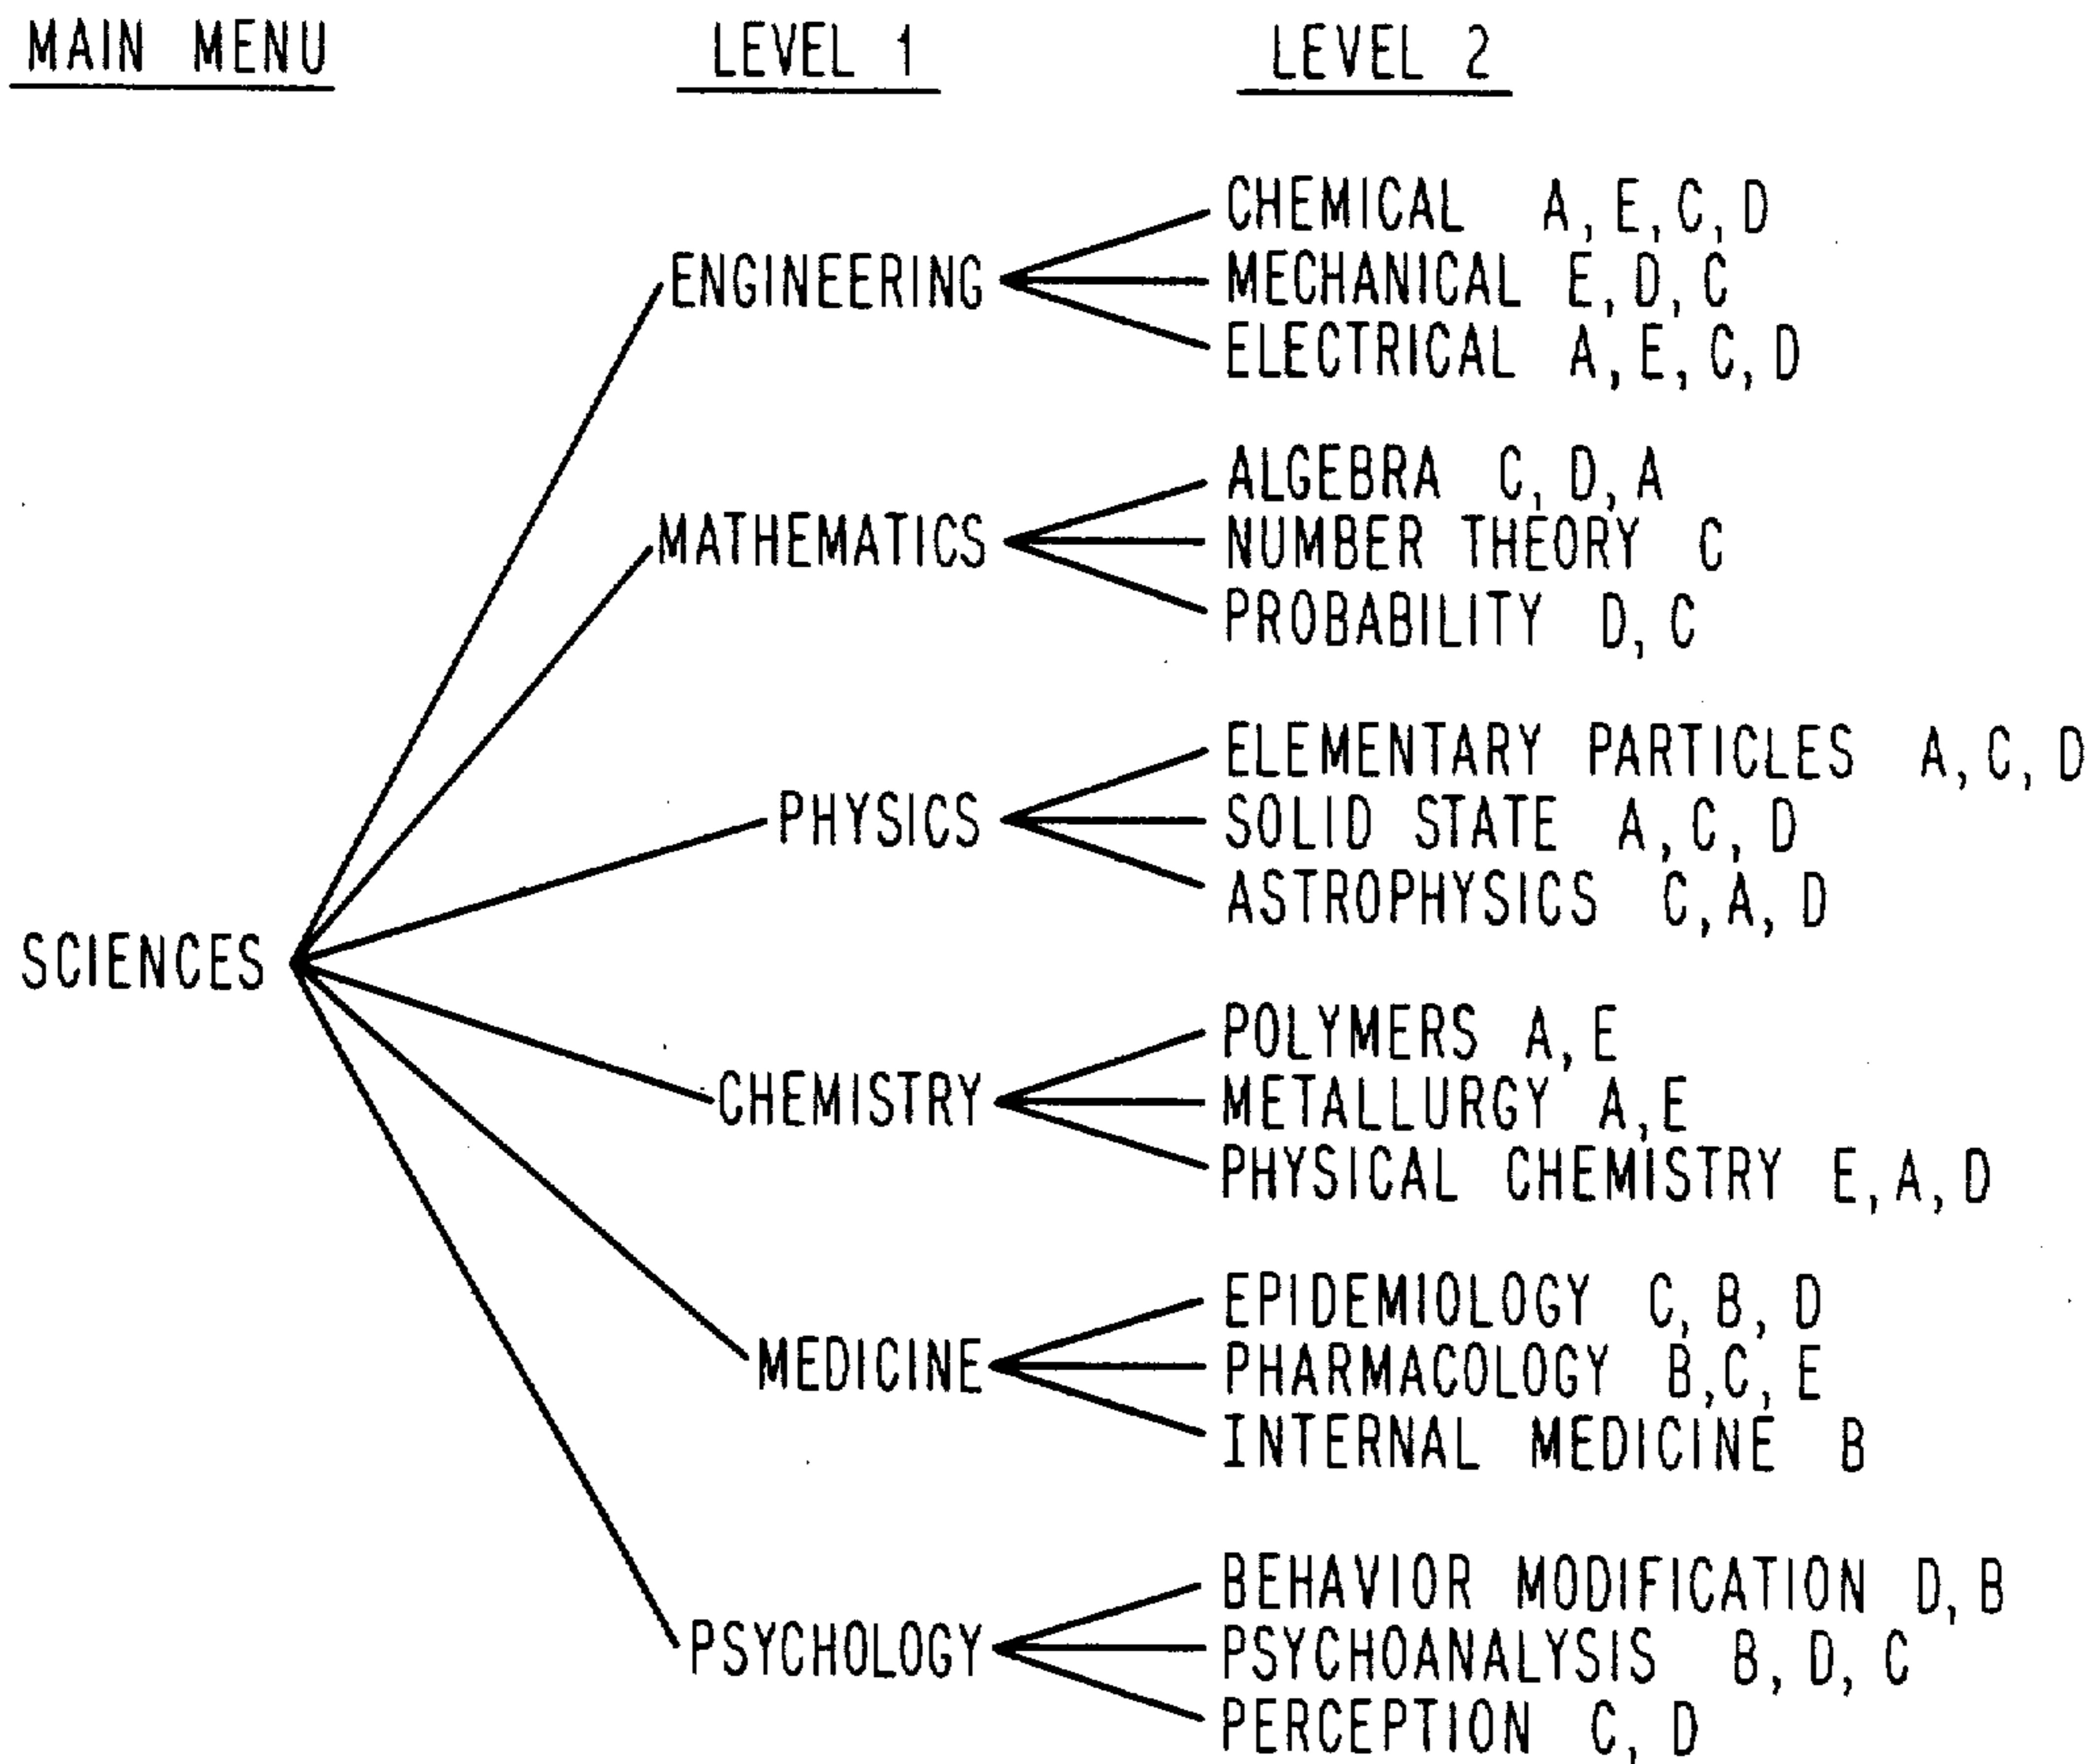 MAIN MENU LEVEL 1 LEVEL 2
CHEMICAL A, E, C, D
ENGINEERING MECHANICAL E, D, C
ELECTRICAL A, E, C, D
ALGEBRA C, D, A
MATHEMATICS NUMBER THEORY C
PROBABILITY D, C
ELEMENTARY PARTICLES A, C, D
PHYSICS SOLID STATE A, C, D
ASTROPHYSICS C, A, D
SCIENCES
POLYMERS A, E
CHEMISTRY METALLURGY A, E
PHYSICAL CHEMISTRY E, A, D
EPIDEMIOLOGY C, B, D
MEDICINE PHARMACOLOGY B, C, E
INTERNAL MEDICINE B
BEHAVIOR MODIFICATION D, B
PSYCHOLOGY PSYCHOANALYSIS B, D, C
PERCEPTION C, D